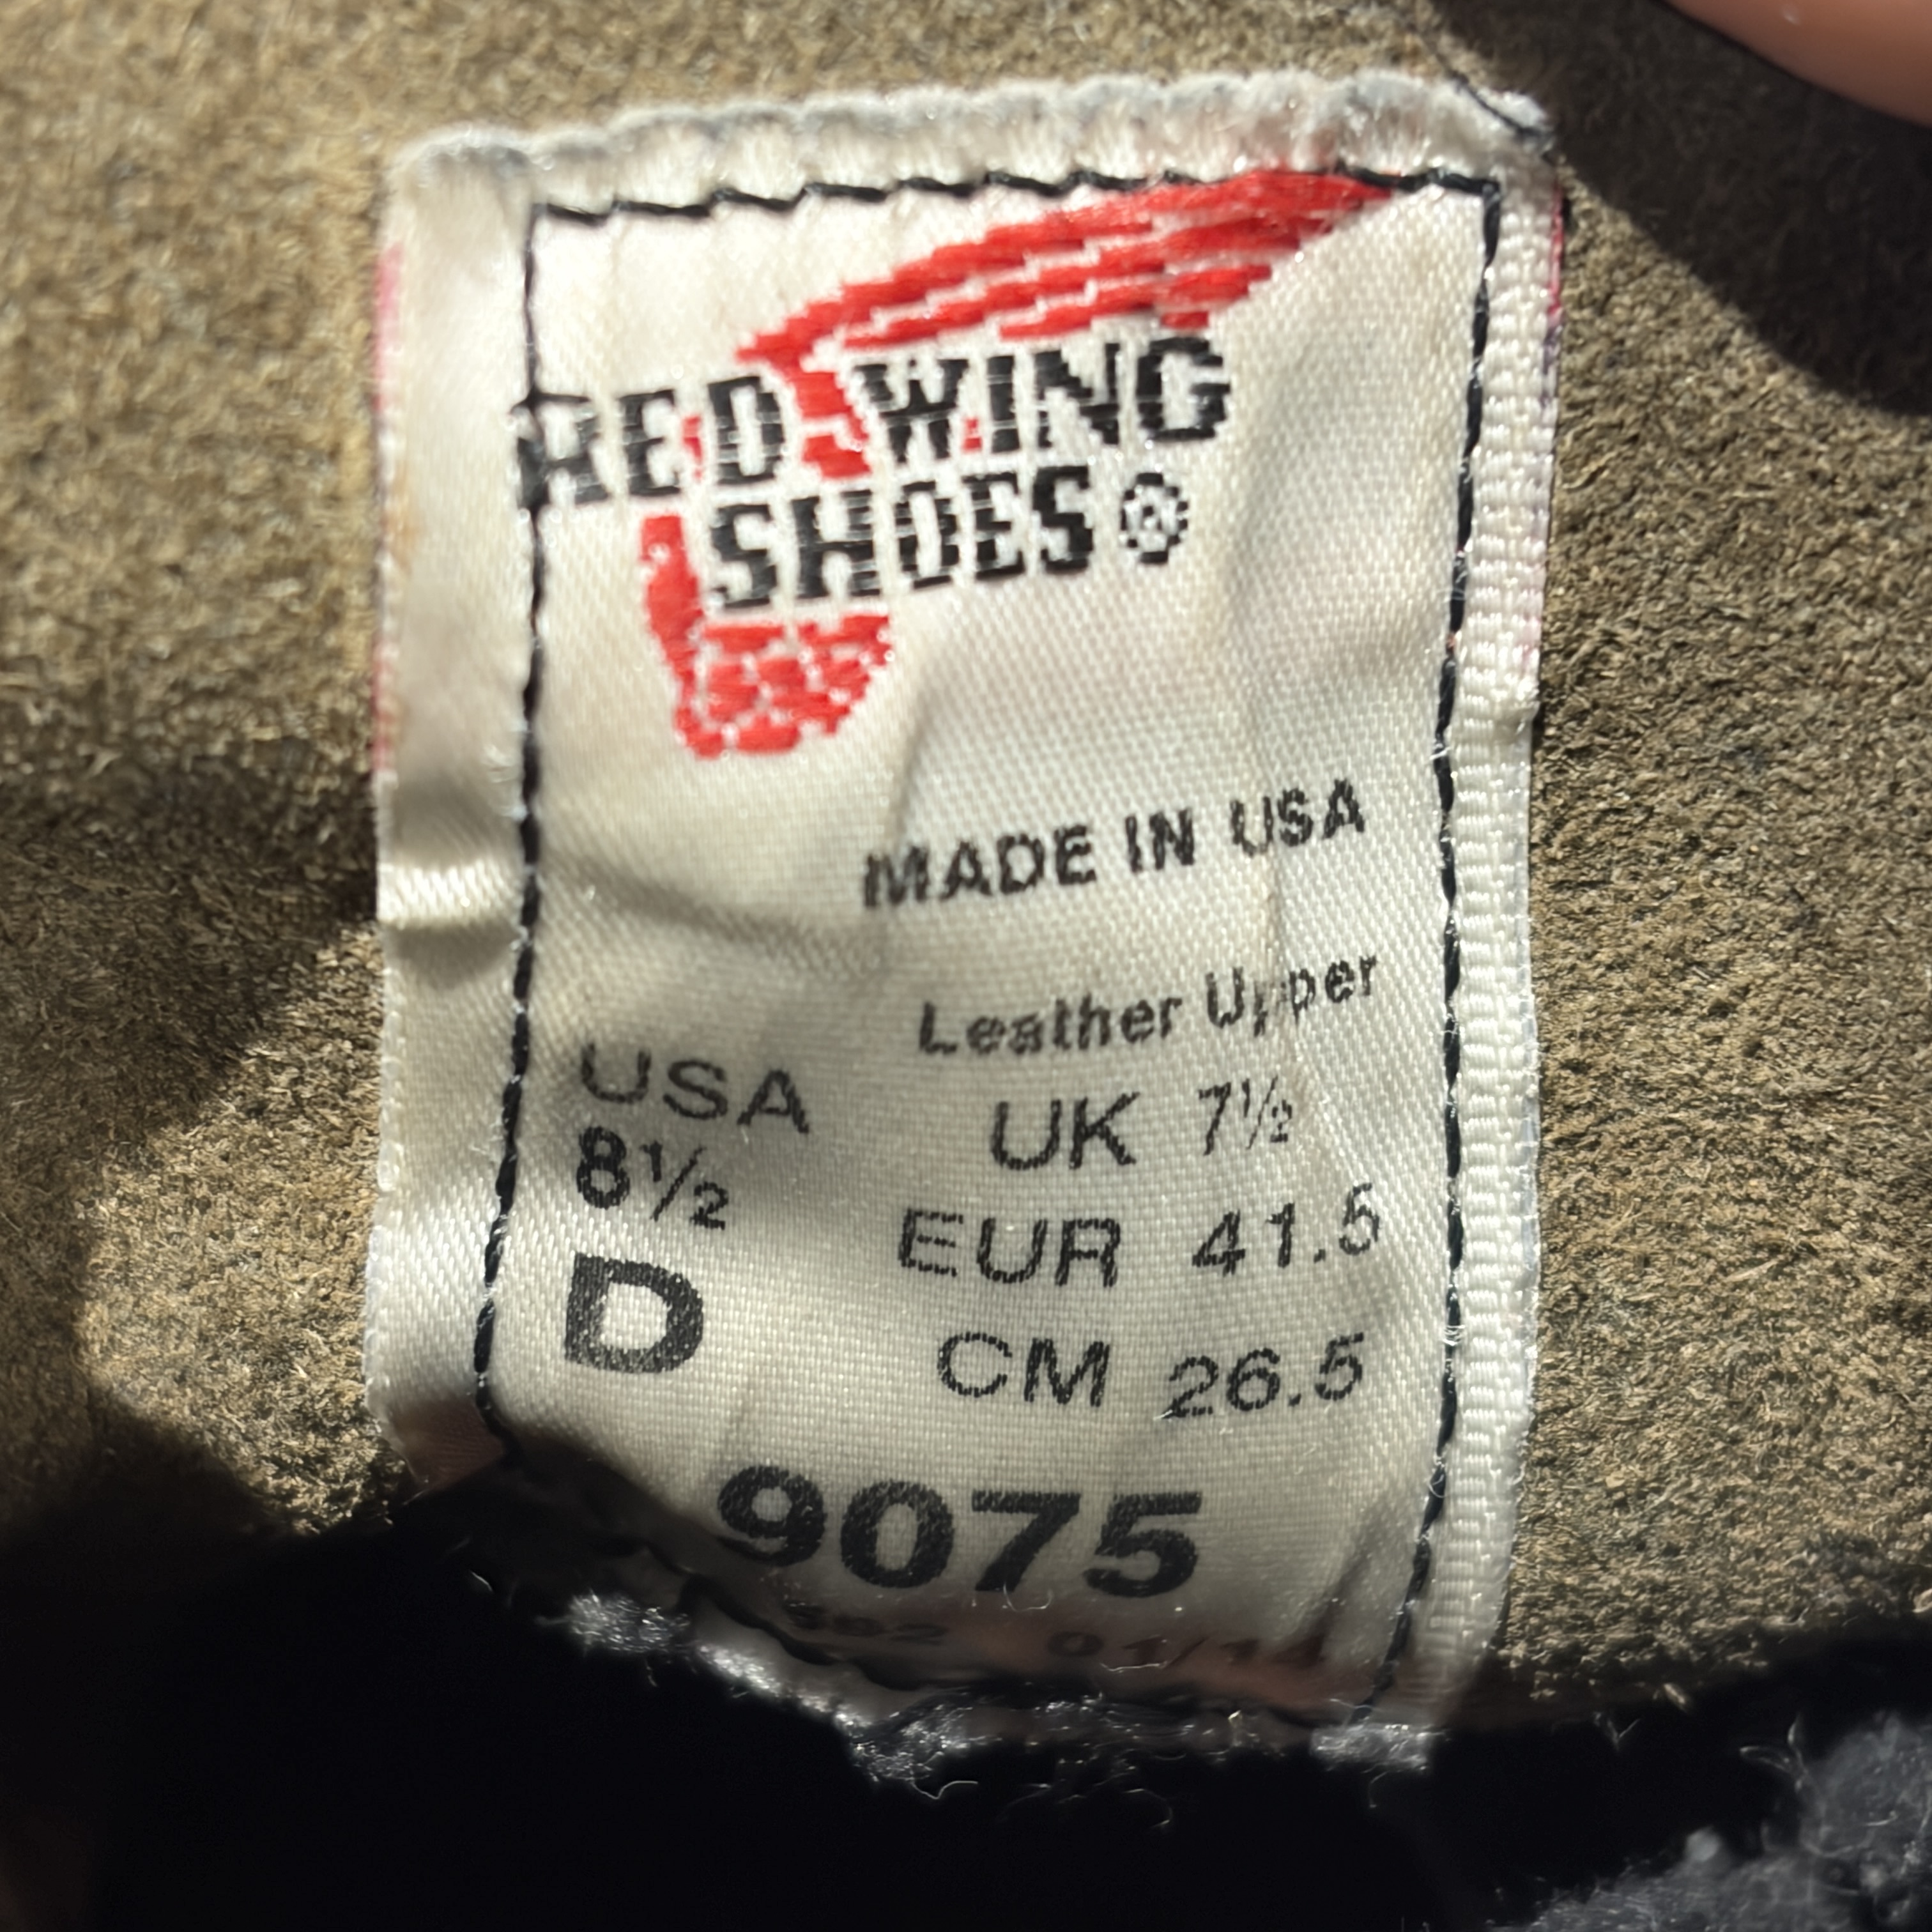 RED WING
SHOES®
MADE IN USA
Leather Upper
USA
8½
D
UK 7½
EUR 41.5
CM 26.5
9075